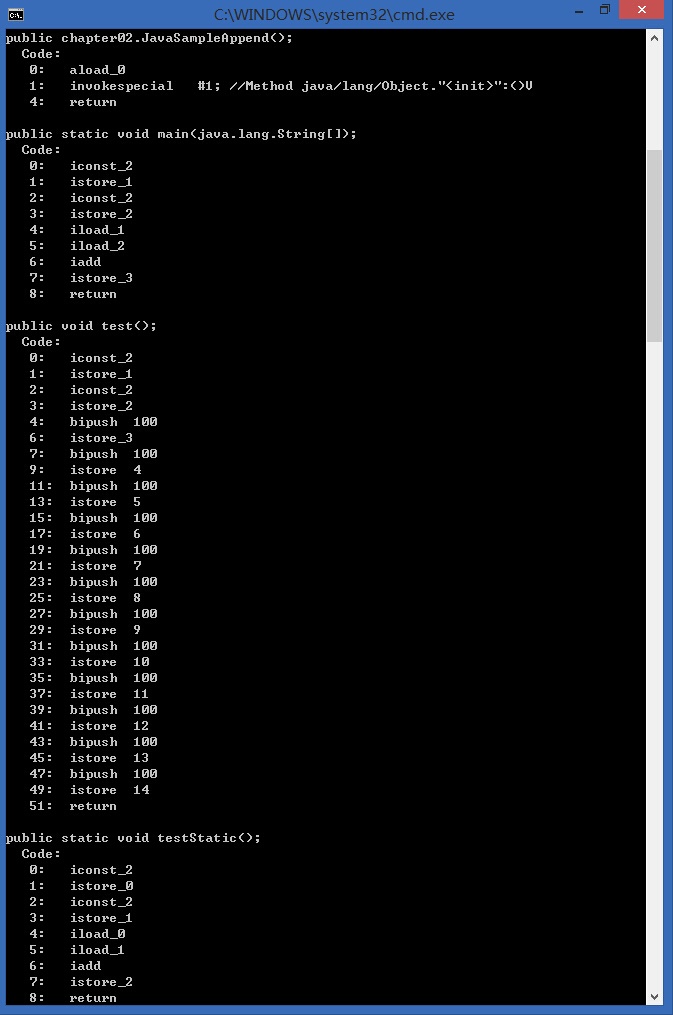 C:\WINDOWS\system32\cmd.exe
public chapter02.JavaSampleAppend();
  Code:
   0:   aload_0
   1:   invokespecial   #1; //Method java/lang/Object."<init>":()V
   4:   return

public static void main(java.lang.String[]);
  Code:
   0:   iconst_2
   1:   istore_1
   2:   iconst_2
   3:   istore_2
   4:   iload_1
   5:   iload_2
   6:   iadd
   7:   istore_3
   8:   return

public void test();
  Code:
   0:   iconst_2
   1:   istore_1
   2:   iconst_2
   3:   istore_2
   4:   bipush  100
   6:   istore_3
   7:   bipush  100
   9:   istore  4
   11:  bipush  100
   13:  istore  5
   15:  bipush  100
   17:  istore  6
   19:  bipush  100
   21:  istore  7
   23:  bipush  100
   25:  istore  8
   27:  bipush  100
   29:  istore  9
   31:  bipush  100
   33:  istore  10
   35:  bipush  100
   37:  istore  11
   39:  bipush  100
   41:  istore  12
   43:  bipush  100
   45:  istore  13
   47:  bipush  100
   49:  istore  14
   51:  return

public static void testStatic();
  Code:
   0:   iconst_2
   1:   istore_0
   2:   iconst_2
   3:   istore_1
   4:   iload_0
   5:   iload_1
   6:   iadd
   7:   istore_2
   8:   return